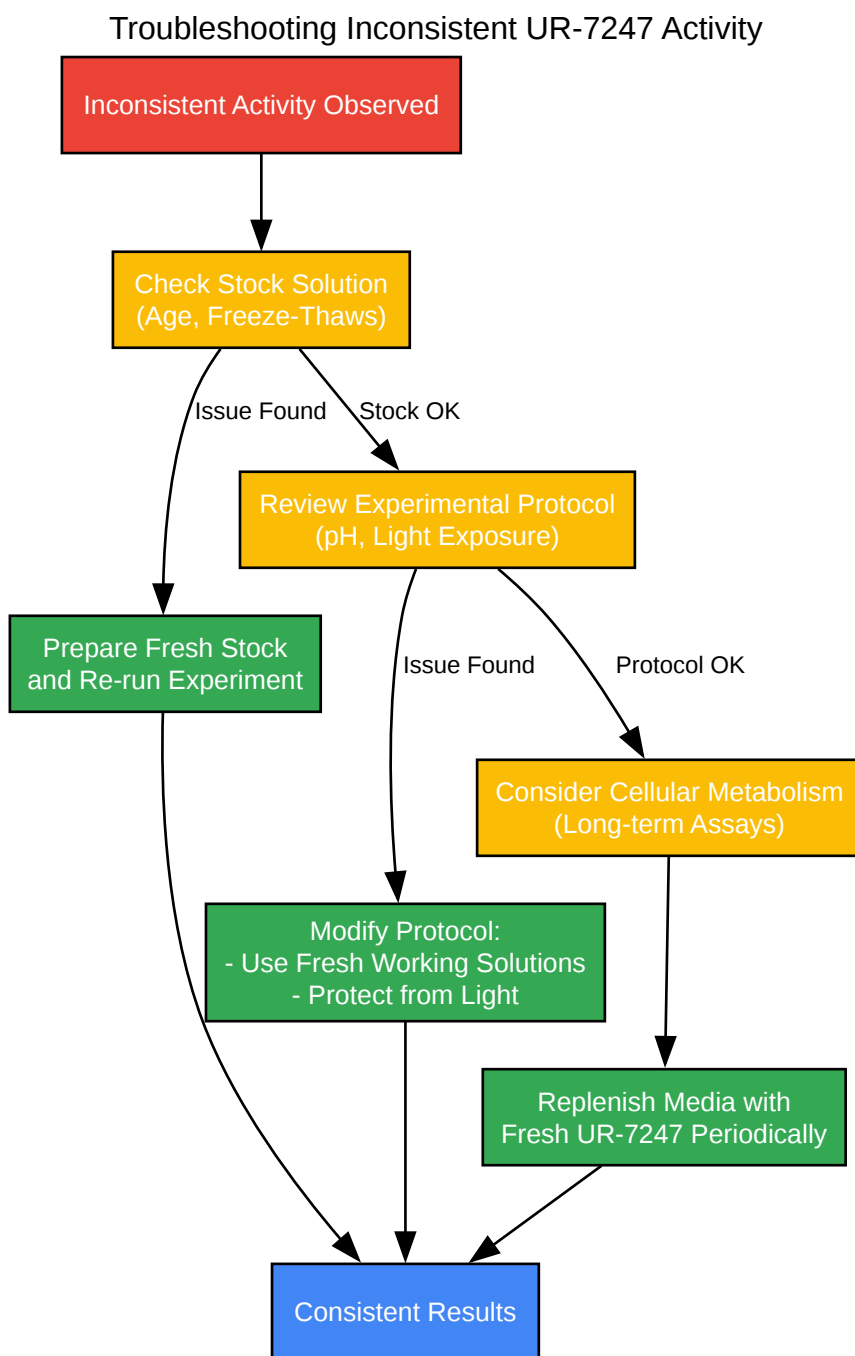 Troubleshooting Inconsistent UR-7247 Activity
Inconsistent Activity Observed
Check Stock Solution
(Age, Freeze-Thaws)
Issue Found
Stock OK
Review Experimental Protocol
(pH, Light Exposure)
Prepare Fresh Stock
and Re-run Experiment
Issue Found
Protocol OK
Consider Cellular Metabolism
(Long-term Assays)
Modify Protocol:
- Use Fresh Working Solutions
- Protect from Light
Replenish Media with
Fresh UR-7247 Periodically
Consistent Results